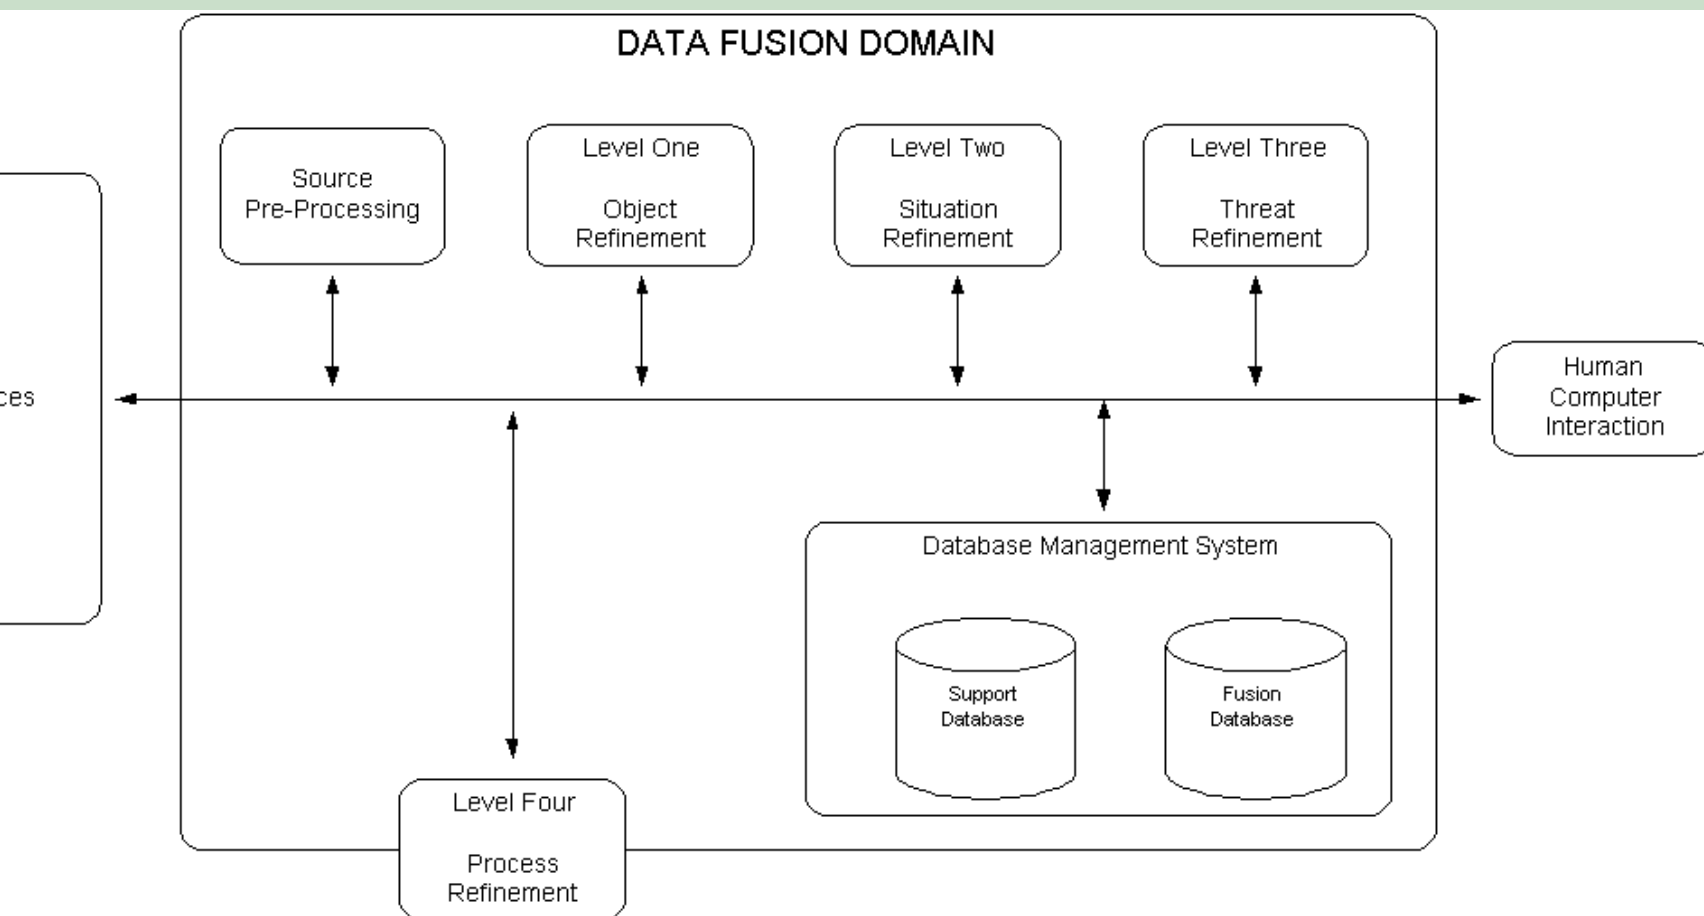 DATA FUSION DOMAIN
Source
Pre-Processing
Level One
Object
Refinement
Level Two
Situation
Refinement
Level Three
Threat
Refinement
ces
Human
Computer
Interaction
Database Management System
Support
Database
Fusion
Database
Level Four
Process
Refinement